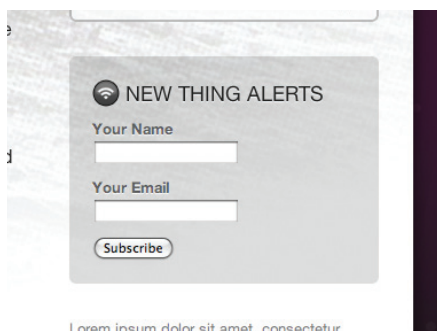 e
NEW THING ALERTS
Your Name
d
Your Email
Subscribe
Lorem ipsum dolor sit amet, consectetur